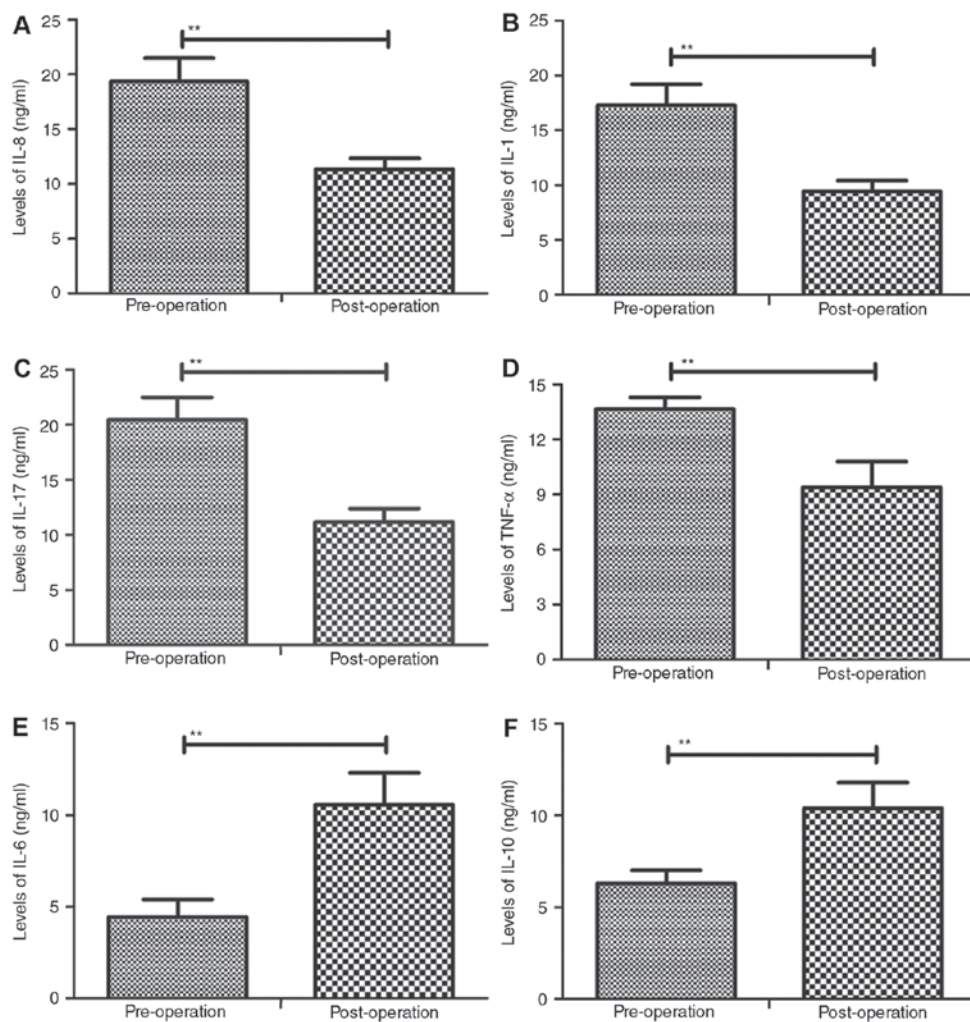 A
Levels of IL-8 (ng/ml)
25
20
15
10
5
0
**
Pre-operation
Post-operation
B
Levels of IL-1 (ng/ml)
25
20
15
10
5
0
**
Pre-operation
Post-operation
C
Levels of IL-17 (ng/ml)
25
20
15
10
5
0
**
Pre-operation
Post-operation
D
Levels of TNF-α (ng/ml)
15
12
9
6
3
0
**
Pre-operation
Post-operation
E
Levels of IL-6 (ng/ml)
15
10
5
0
**
Pre-operation
Post-operation
F
Levels of IL-10 (ng/ml)
15
10
5
0
**
Pre-operation
Post-operation